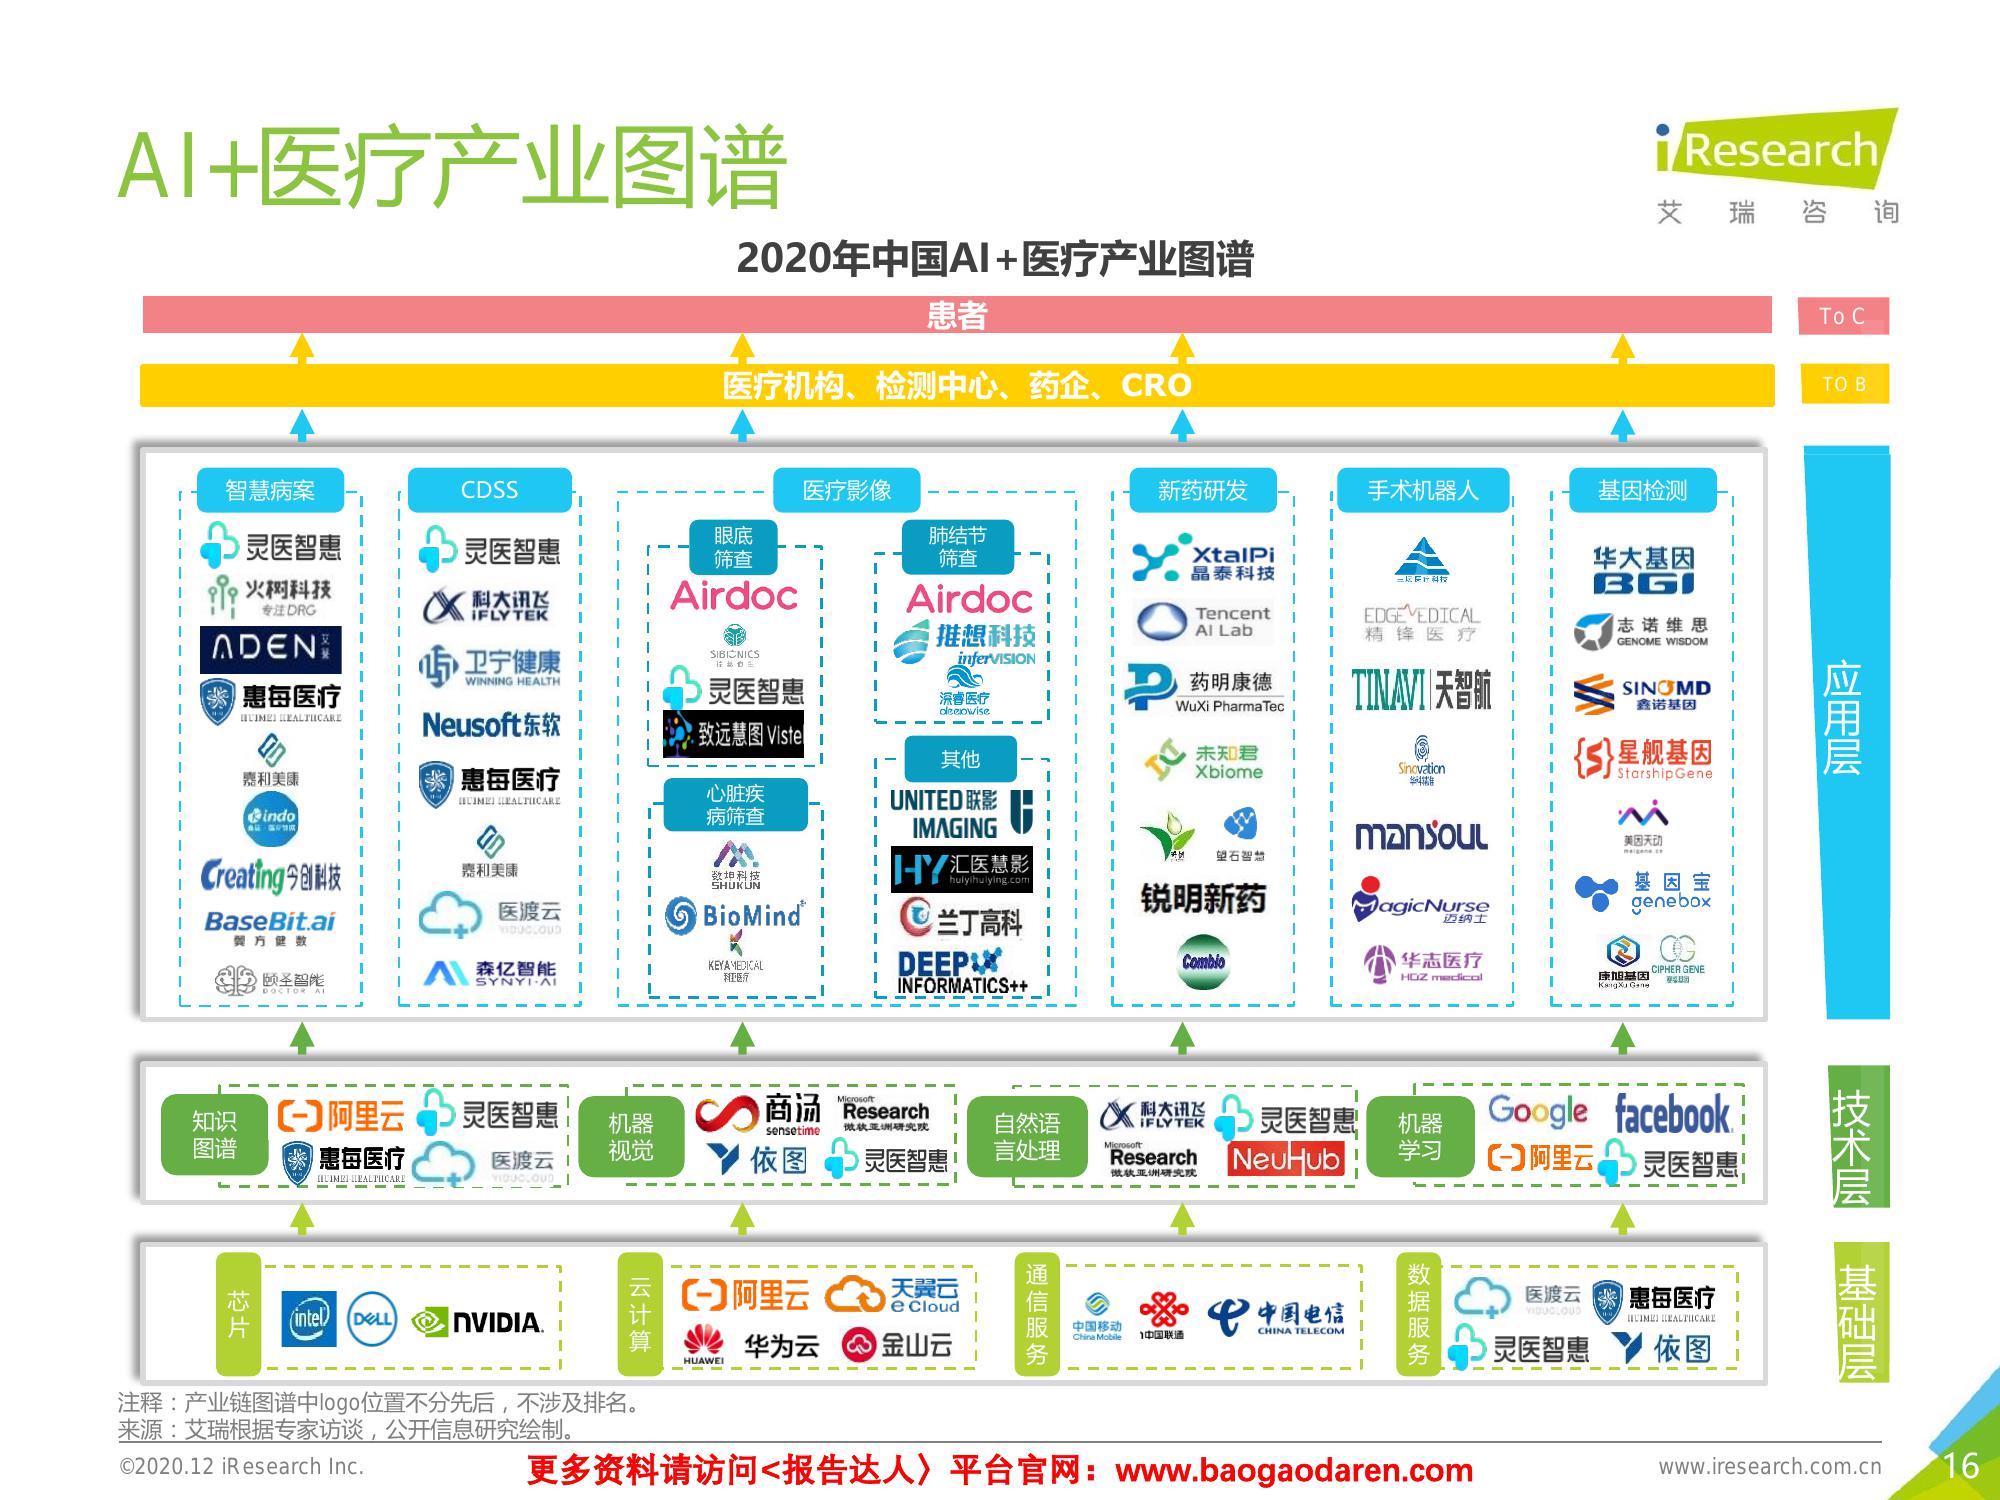 AI+医疗产业图谱
iResearch
艾瑞咨询
2020年中国AI+医疗产业图谱
患者
To C
医疗机构、检测中心、药企、CRO
TO B
应用层
智慧病案
灵医智惠
火树科技
专注DRG
ADEN
惠每医疗
HUIMEI HEALTHCARE
嘉和美康
Kindo
Creating今创科技
BaseBit.ai
翼方健数
颐圣智能
DOCTOR AI
CDSS
灵医智惠
科大讯飞
iFLYTEK
卫宁健康
WINNING HEALTH
Neusoft东软
惠每医疗
HUIMEI HEALTHCARE
嘉和美康
医渡云
YIDUCLOUD
森亿智能
SYNYI·AI
医疗影像
眼底
筛查
Airdoc
SIBIONICS
灵医智惠
致远慧图 Viste
心脏疾
病筛查
数坤科技
SHUKUN
BioMind
KEYAMEDICAL
科亚医疗
肺结节
筛查
Airdoc
推想科技
inferVISION
深睿医疗
deepwise
其他
UNITED 联影
IMAGING
HY 汇医慧影
huiyihuiying.com
兰丁高科
DEEP
INFORMATICS++
新药研发
XtalPi
晶泰科技
Tencent
AI Lab
药明康德
WuXi PharmaTec
未知君
Xbiome
望石智慧
锐明新药
Combio
手术机器人
三坛医疗科技
EDGE MEDICAL
精锋医疗
TINAVI 天智航
Sinovation
华科精准
mansoul
MagicNurse
迈纳士
华志医疗
HOZ medical
基因检测
华大基因
BGI
志诺维思
GENOME WISDOM
SINOMD
鑫诺基因
星舰基因
StarshipGene
美因天动
meigene.cn
基因宝
genebox
康旭基因
KangXu Gene
CIPHER GENE
赛福基因
技术层
知识
图谱
阿里云
灵医智惠
惠每医疗
HUIMEI HEALTHCARE
医渡云
YIDUCLOUD
机器
视觉
商汤
sensetime
Microsoft
Research
微软亚洲研究院
依图
灵医智惠
自然语
言处理
科大讯飞
iFLYTEK
灵医智惠
Microsoft
Research
微软亚洲研究院
NeuHub
机器
学习
Google
facebook
阿里云
灵医智惠
基础层
芯片
intel
DELL
NVIDIA.
云计算
阿里云
天翼云
e Cloud
HUAWEI
华为云
金山云
通信服务
中国移动
China Mobile
中国联通
中国电信
CHINA TELECOM
数据服务
医渡云
YIDUCLOUD
惠每医疗
HUIMEI HEALTHCARE
灵医智惠
依图
注释：产业链图谱中logo位置不分先后，不涉及排名。
来源：艾瑞根据专家访谈，公开信息研究绘制。
©2020.12 iResearch Inc.
更多资料请访问<报告达人〉平台官网：www.baogaodaren.com
www.iresearch.com.cn
16